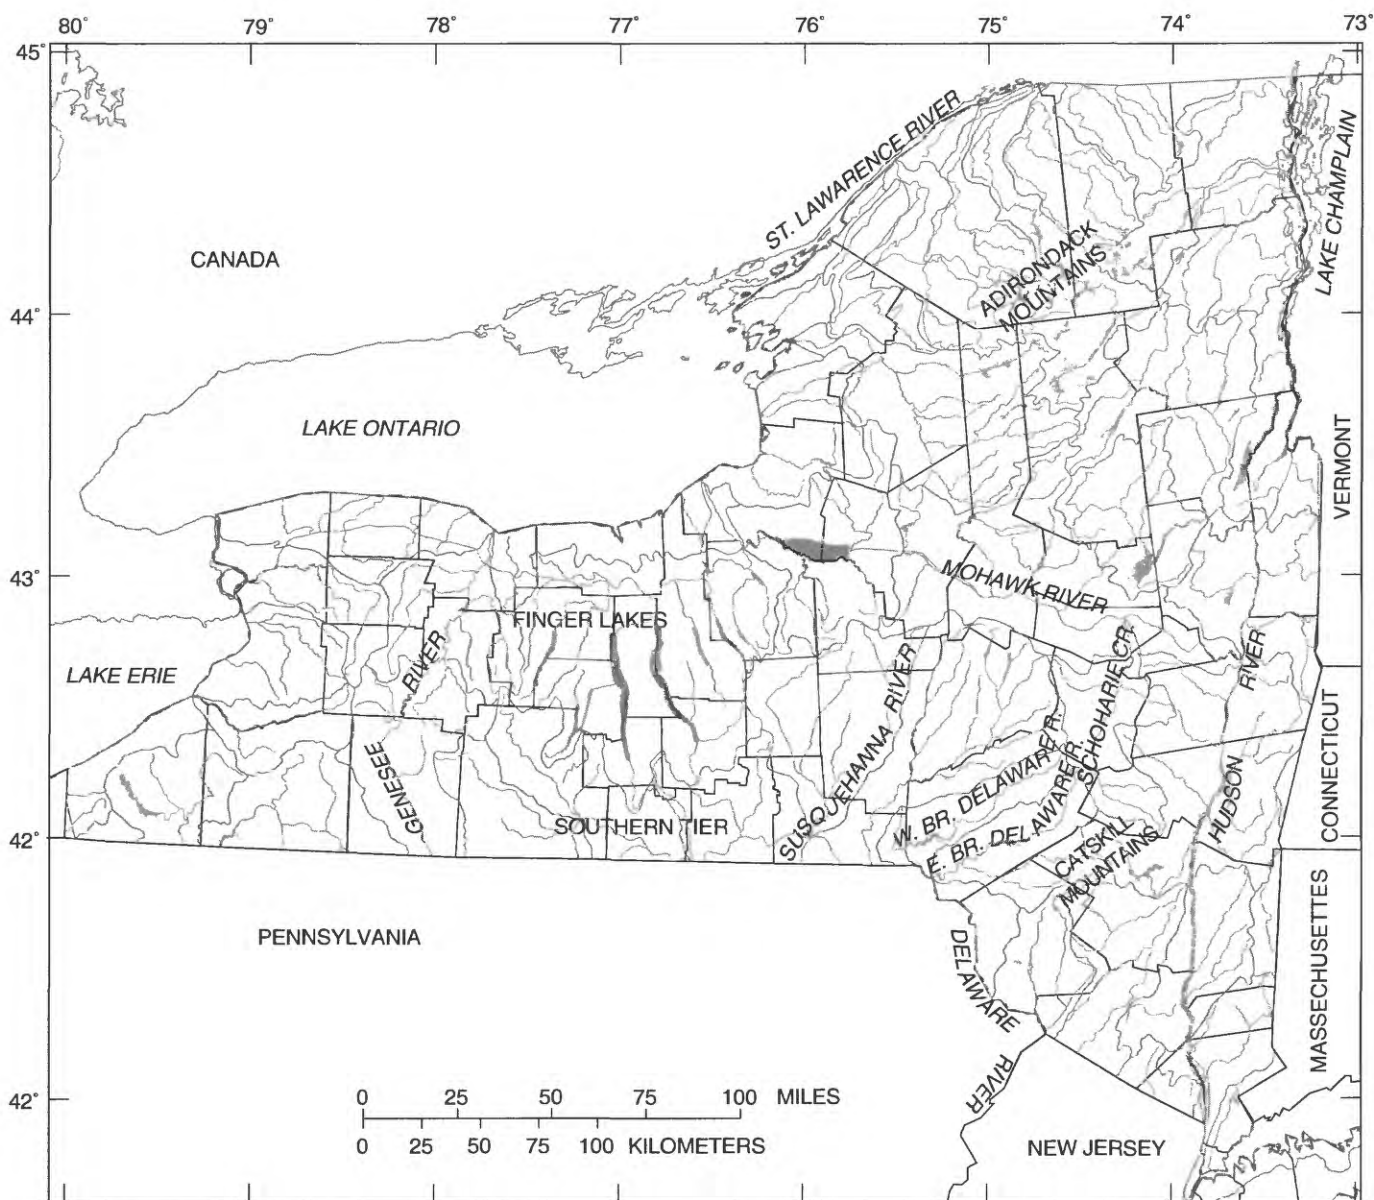 80° 79° 78° 77° 76° 75° 74° 73°
45°
ST. LAWARENCE RIVER
LAKE CHAMPLAIN
CANADA
ADIRONDACK
MOUNTAINS
44°
LAKE ONTARIO
VERMONT
43°
MOHAWK RIVER
FINGER LAKES
LAKE ERIE
RIVER
GENESEE
SUSQUEHANNA RIVER
SCHOHARIE CR.
RIVER
HUDSON
CONNECTICUT
W. BR. DELAWARE R.
E. BR. DELAWARE R.
42°
SOUTHERN TIER
CATSKILL
MOUNTAINS
PENNSYLVANIA
MASSECHUSETTES
DELAWARE
RIVER
42°
0 25 50 75 100 MILES
0 25 50 75 100 KILOMETERS
NEW JERSEY